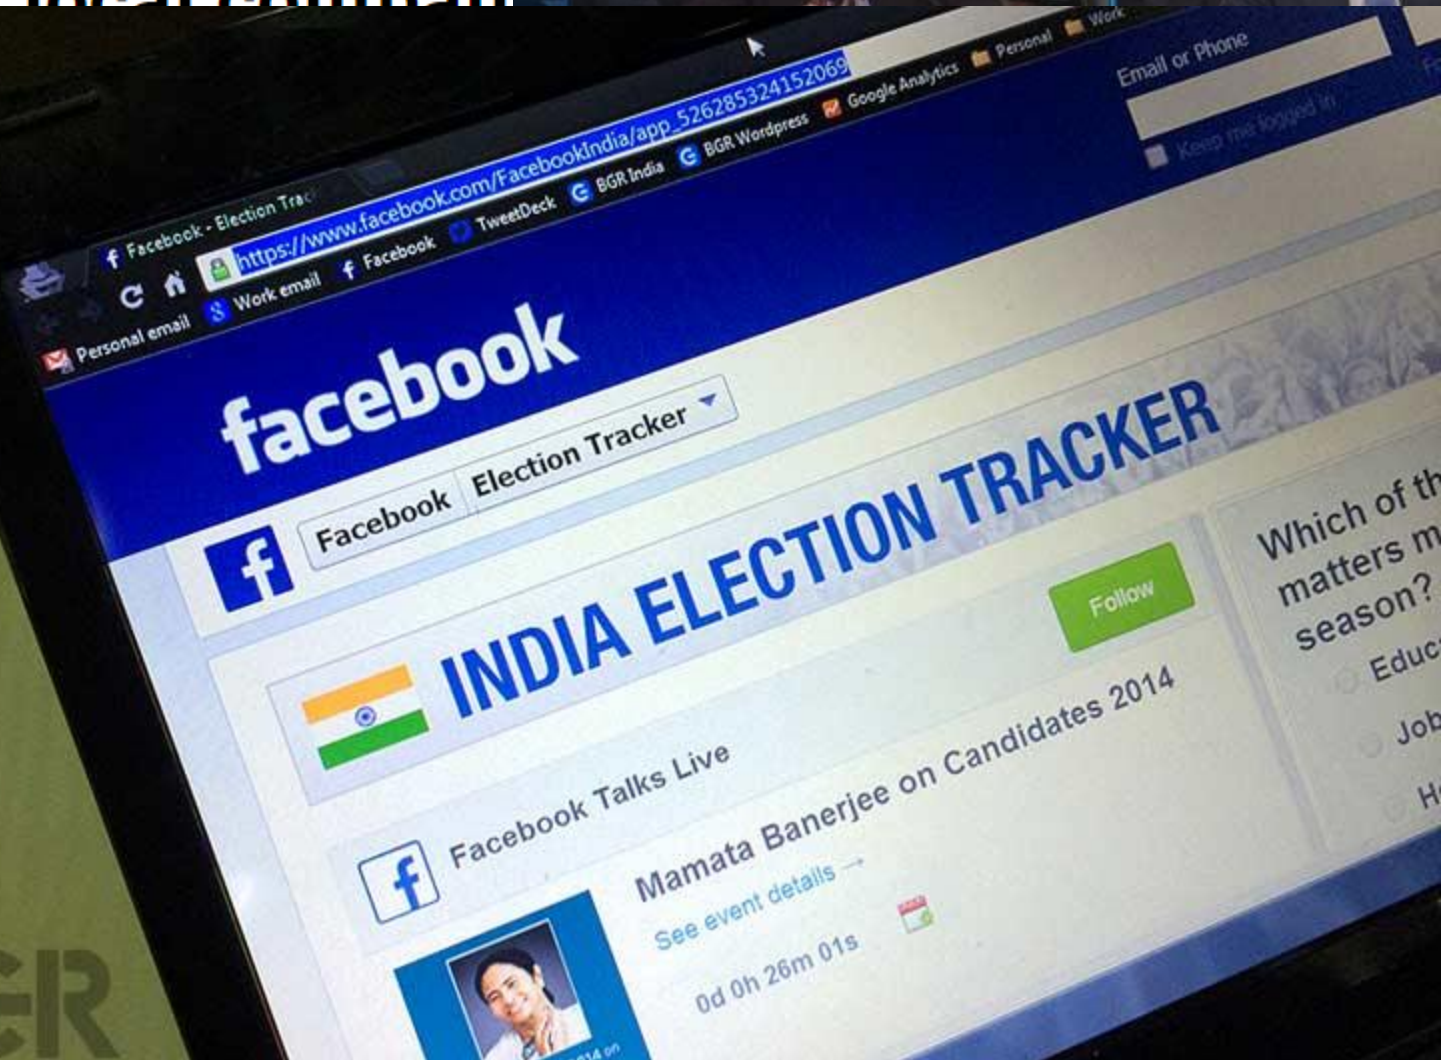 Facebook - Election Trac
https://www.facebook.com/FacebookIndia/app_526285324152069
Personal email Work email Facebook TweetDeck BGR India BGR Wordpress Google Analytics Personal Work
facebook
Email or Phone
Keep me logged in
Facebook Election Tracker
INDIA ELECTION TRACKER
Facebook Talks Live
Follow
Mamata Banerjee on Candidates 2014
See event details →
0d 0h 26m 01s
Which of th
matters m
season?
Educ
Job
H